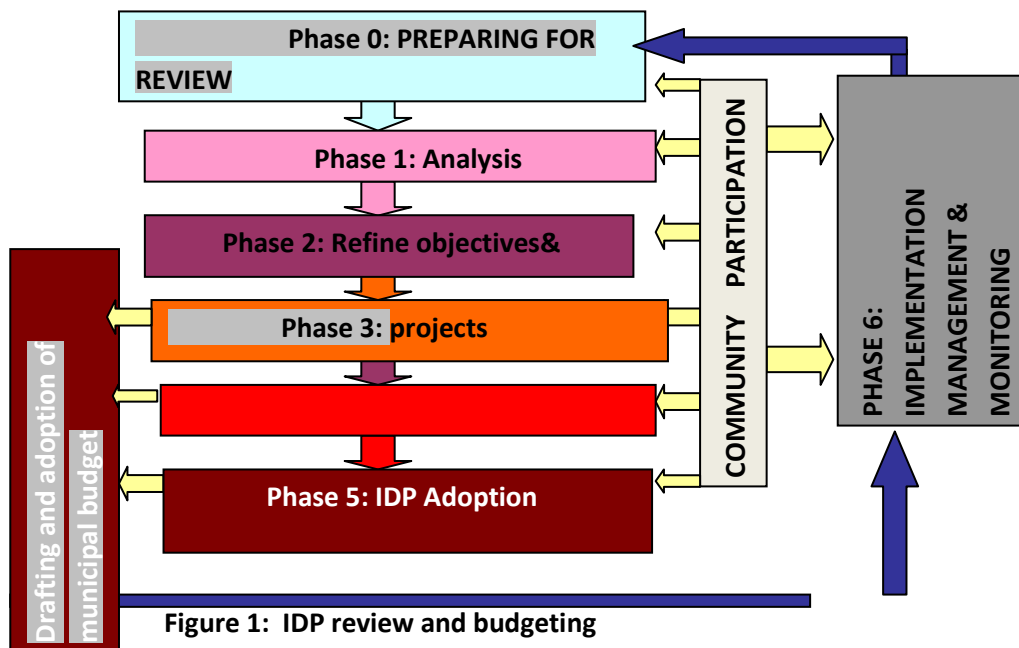 Phase 0: PREPARING FOR
REVIEW
Phase 1: Analysis
Phase 2: Refine objectives&
Phase 3: projects
Phase 5: IDP Adoption
Drafting and adoption of
municipal budget
COMMUNITY PARTICIPATION
PHASE 6:
IMPLEMENTATION
MANAGEMENT &
MONITORING
Figure 1: IDP review and budgeting